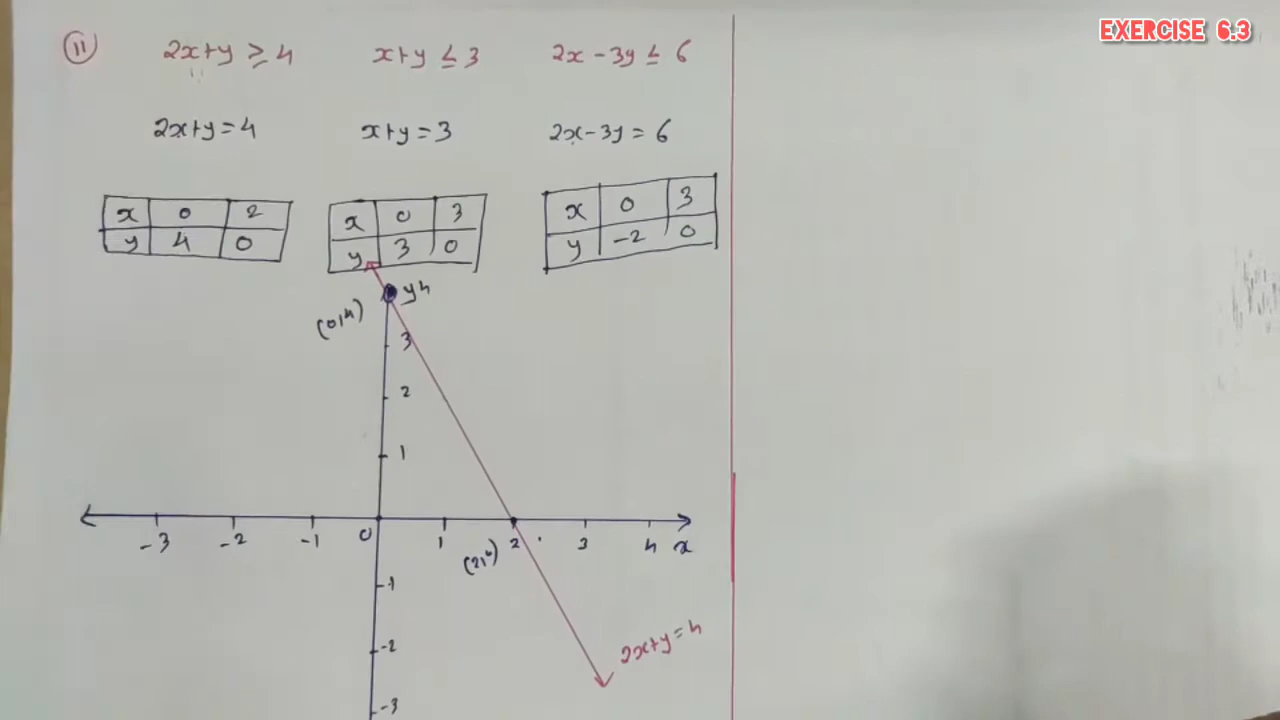 EXERCISE 6.3
11 2x+y ≥ 4 x+y ≤ 3 2x-3y ≤ 6
2x+y=4 x+y=3 2x-3y=6
x 0 2
y 4 0
x 0 3
y 3 0
x 0 3
y -2 0
y 4
(0,4)
3
2
1
-3 -2 -1 0 1 2 3 4 x
(2,0)
-1
-2
2x+y=4
-3